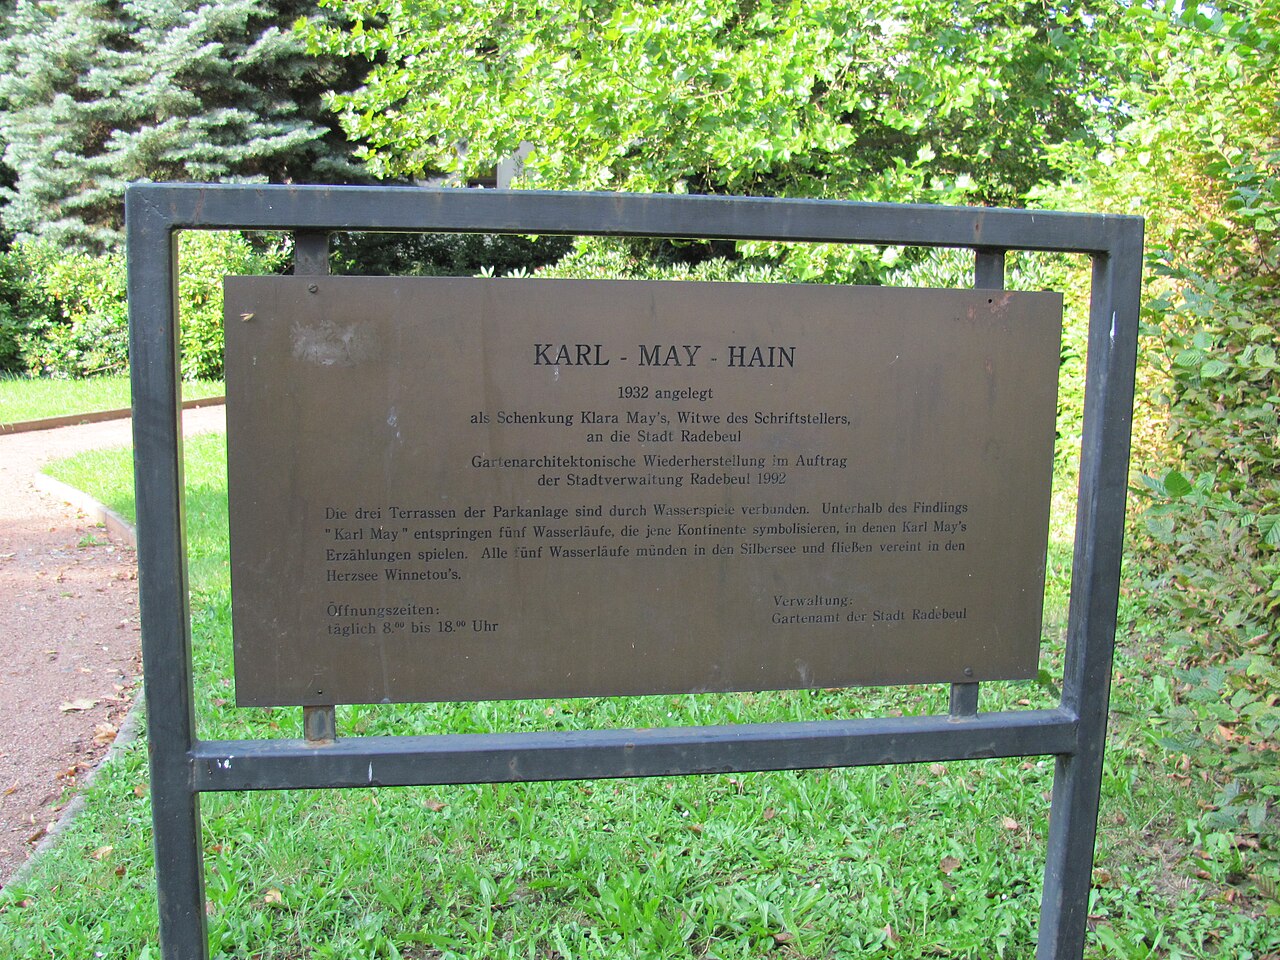 KARL - MAY - HAIN
1932 angelegt
als Schenkung Klara May's, Witwe des Schriftstellers,
an die Stadt Radebeul
Gartenarchitektonische Wiederherstellung im Auftrag
der Stadtverwaltung Radebeul 1992
Die drei Terrassen der Parkanlage sind durch Wasserspiele verbunden. Unterhalb des Findlings
"Karl May" entspringen fünf Wasserläufe, die jene Kontinente symbolisieren, in denen Karl May's
Erzählungen spielen. Alle fünf Wasserläufe münden in den Silbersee und fließen vereint in den
Herzsee Winnetou's.
Öffnungszeiten:
täglich 8.⁰⁰ bis 18.⁰⁰ Uhr
Verwaltung:
Gartenamt der Stadt Radebeul